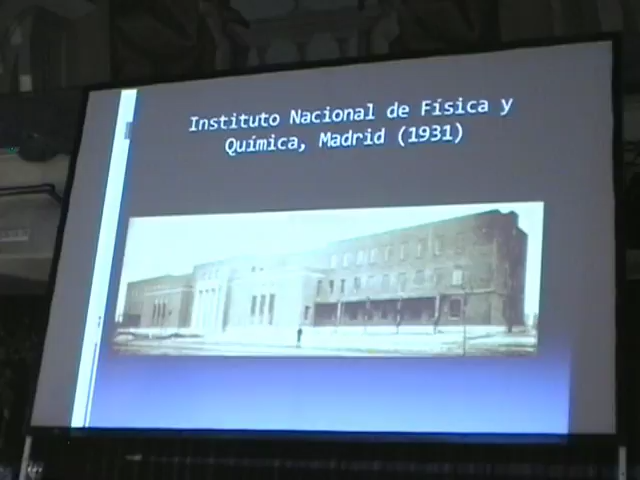 Instituto Nacional de Física y
Química, Madrid (1931)